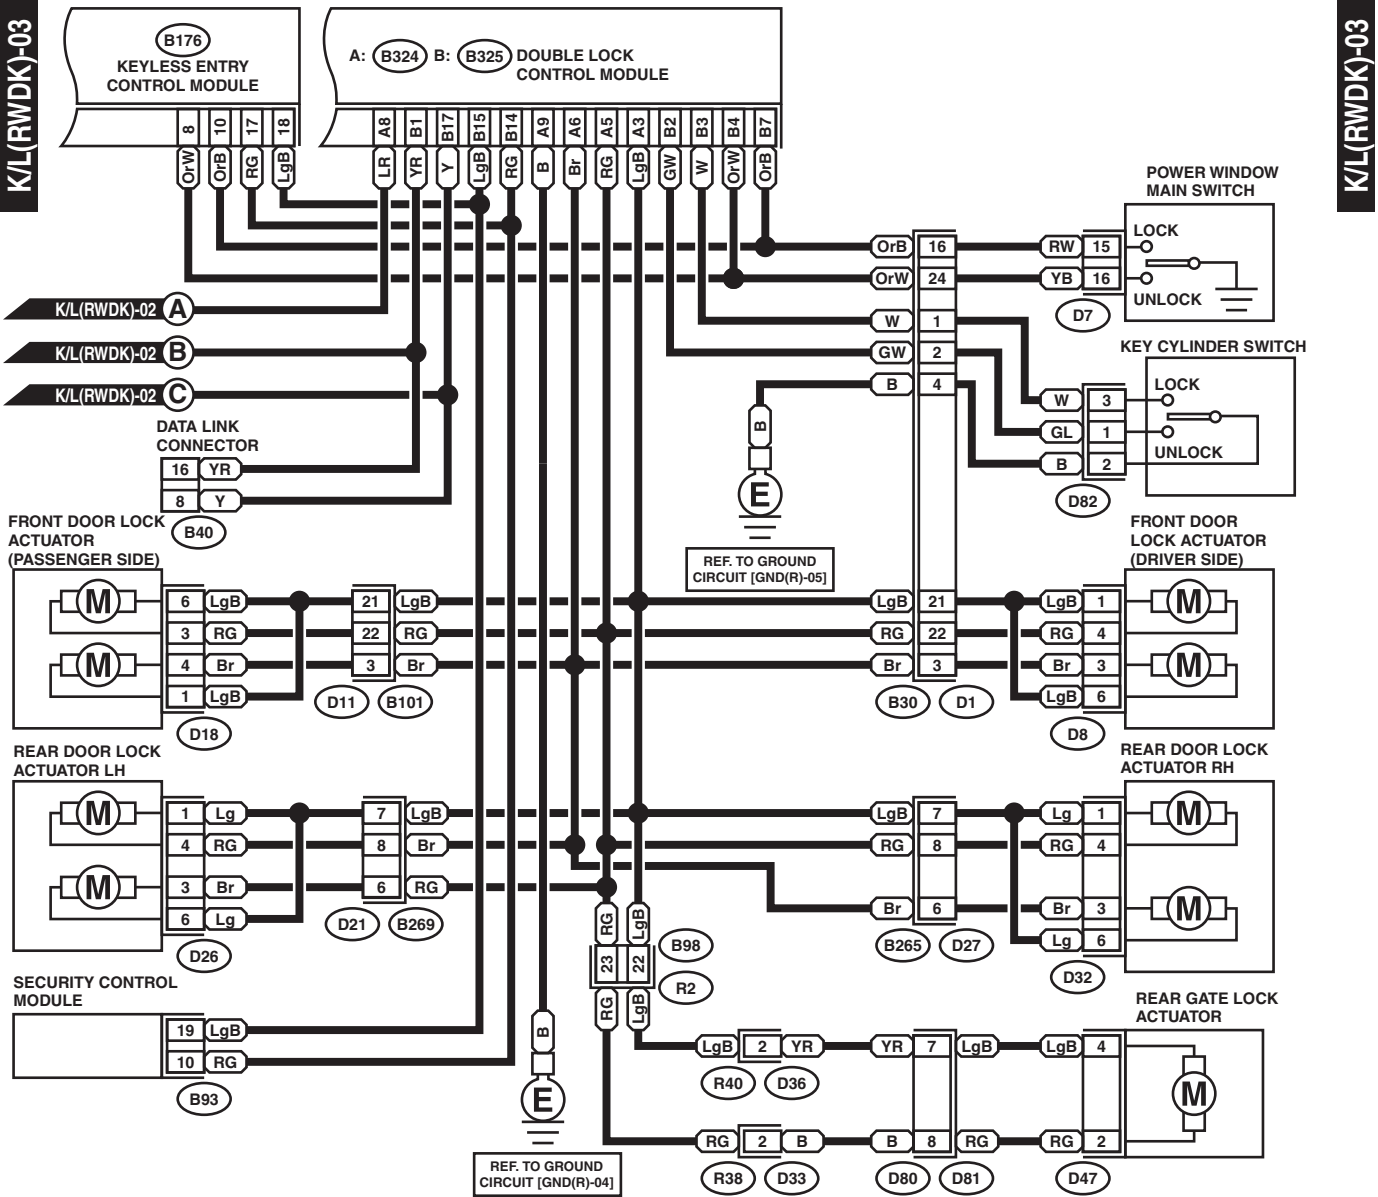 K/L(RWDK)-03
K/L(RWDK)-03
B176
KEYLESS ENTRY
CONTROL MODULE
A: B324 B: B325 DOUBLE LOCK
CONTROL MODULE
8 10 17 18 A8 B1 B17 B15 B14 A9 A6 A5 A3 B2 B3 B4 B7
OrW OrB RG LgB LR YR Y LgB RG B Br RG LgB GW W OrW OrB
POWER WINDOW
MAIN SWITCH
LOCK
OrB 16 RW 15
OrW 24 YB 16
UNLOCK
D7
K/L(RWDK)-02 A
W 1
K/L(RWDK)-02 B
GW 2
KEY CYLINDER SWITCH
B 4
LOCK
K/L(RWDK)-02 C
W 3
GL 1
B 2
UNLOCK
D82
B
E
REF. TO GROUND
CIRCUIT [GND(R)-05]
DATA LINK
CONNECTOR
16 YR
8 Y
B40
FRONT DOOR LOCK
ACTUATOR
(PASSENGER SIDE)
FRONT DOOR
LOCK ACTUATOR
(DRIVER SIDE)
M 6 LgB 21 LgB LgB 21 LgB 1 M
3 RG 22 RG RG 22 RG 4
M 4 Br 3 Br Br 3 Br 3 M
1 LgB LgB 6
D18 D11 B101 B30 D1 D8
REAR DOOR LOCK
ACTUATOR LH
REAR DOOR LOCK
ACTUATOR RH
M 1 Lg 7 LgB LgB 7 Lg 1 M
4 RG 8 Br RG 8 RG 4
M 3 Br 6 RG Br 6 Br 3 M
6 Lg Lg 6
D26 D21 B269 B265 D27 D32
RG LgB
23 22
RG LgB
B98
R2
SECURITY CONTROL
MODULE
19 LgB
10 RG
B93
B
E
REF. TO GROUND
CIRCUIT [GND(R)-04]
REAR GATE LOCK
ACTUATOR
LgB 2 YR YR 7 LgB LgB 4
R40 D36
M
RG 2 B B 8 RG RG 2
R38 D33 D80 D81 D47